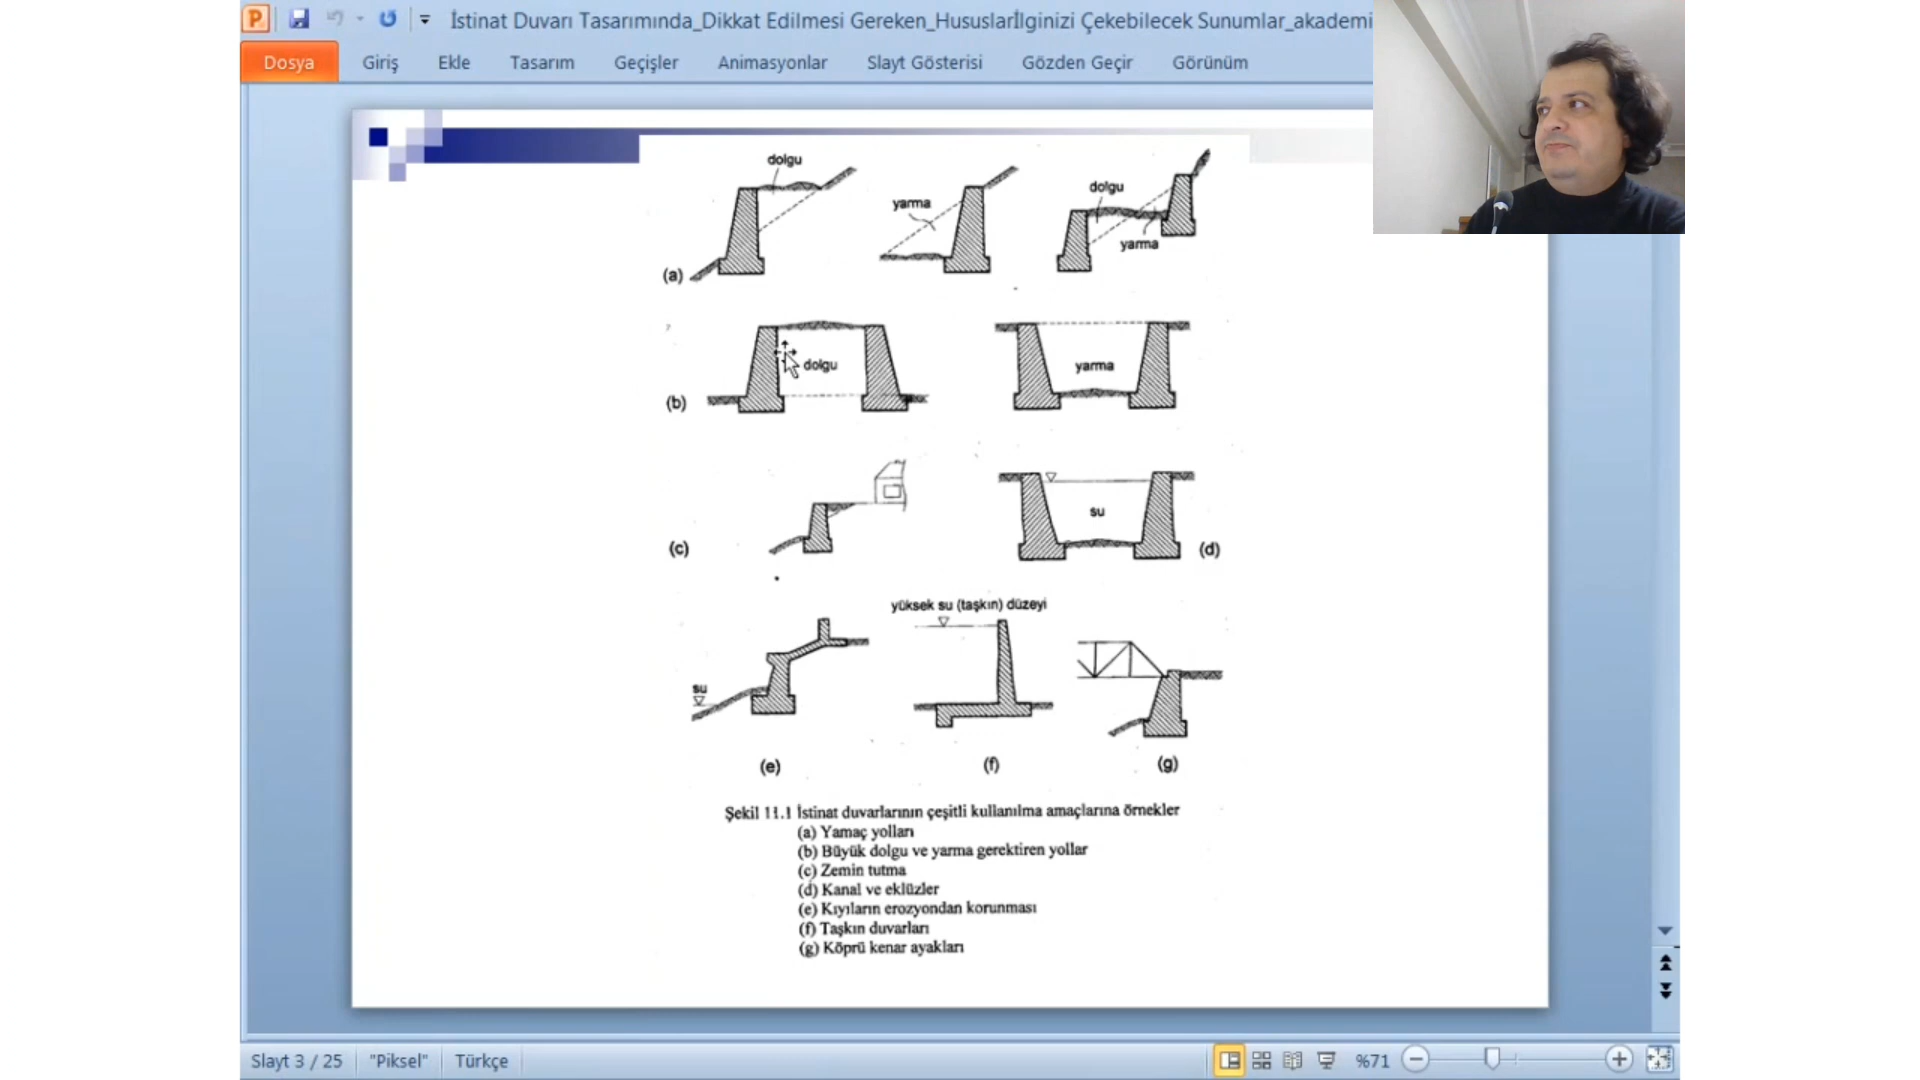 İstinat Duvarı Tasarımında_Dikkat Edilmesi Gereken_Hususlarİlginizi Çekebilecek Sunumlar_akademi
Dosya Giriş Ekle Tasarım Geçişler Animasyonlar Slayt Gösterisi Gözden Geçir Görünüm
dolgu
yarma
dolgu
yarma
(a)
dolgu
yarma
(b)
su
(c)
(d)
yüksek su (taşkın) düzeyi
su
(e)
(f)
(g)
Şekil 11.1 İstinat duvarlarının çeşitli kullanılma amaçlarına örnekler
(a) Yamaç yolları
(b) Büyük dolgu ve yarma gerektiren yollar
(c) Zemin tutma
(d) Kanal ve eklüzler
(e) Kıyıların erozyondan korunması
(f) Taşkın duvarları
(g) Köprü kenar ayakları
Slayt 3 / 25 "Piksel" Türkçe %71